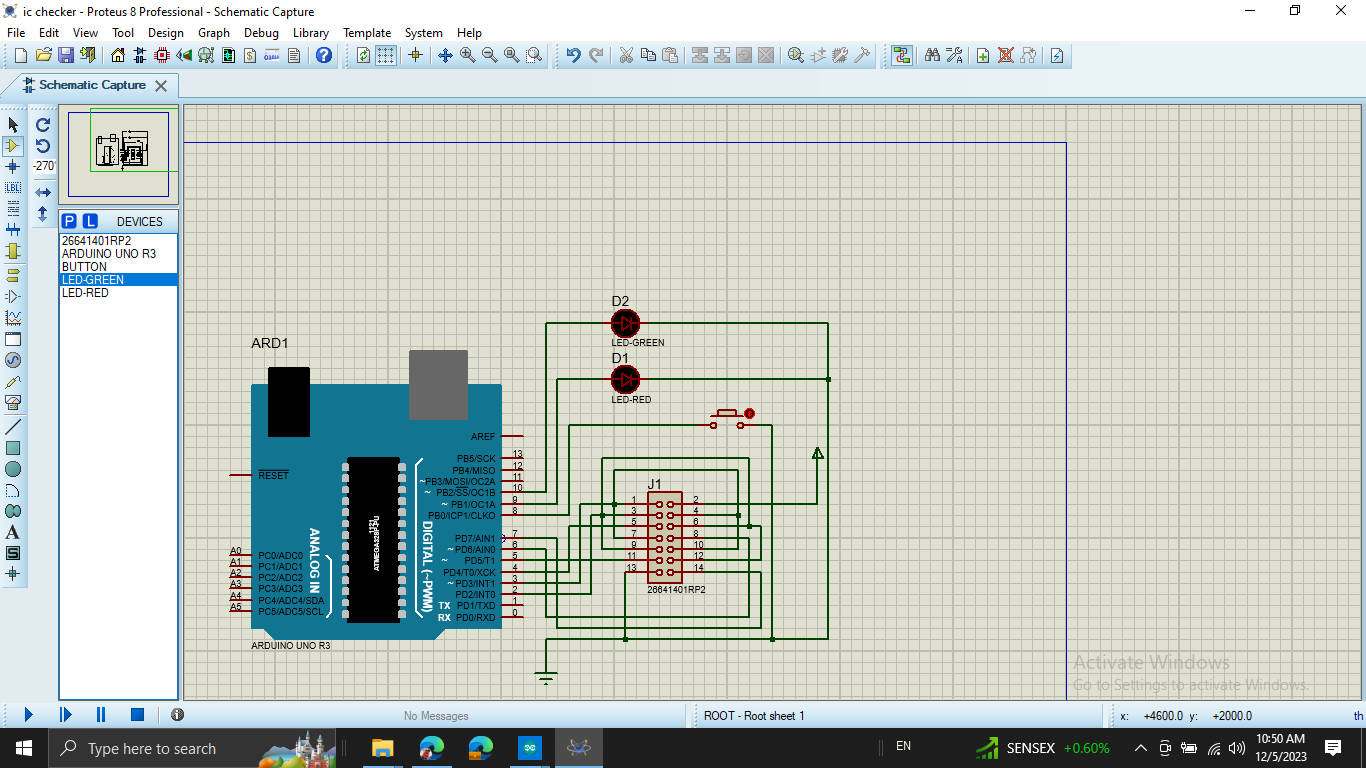 ic checker - Proteus 8 Professional - Schematic Capture
File Edit View Tool Design Graph Debug Library Template System Help
Schematic Capture
-270°
LBL
A
S
P L DEVICES
26641401RP2
ARDUINO UNO R3
BUTTON
LED-GREEN
LED-RED
D2
LED-GREEN
D1
LED-RED
ARD1
RESET
AREF
PB5/SCK 13
PB4/MISO 12
~PB3/MOSI/OC2A 11
~ PB2/SS/OC1B 10
~ PB1/OC1A 9
PB0/ICP1/CLKO 8
PD7/AIN1 7
~ PD6/AIN0 6
~ PD5/T1 5
PD4/T0/XCK 4
~ PD3/INT1 3
PD2/INT0 2
TX PD1/TXD 1
RX PD0/RXD 0
DIGITAL (~PWM)
ANALOG IN
1121
ATMEGA328P-PU
A0 PC0/ADC0
A1 PC1/ADC1
A2 PC2/ADC2
A3 PC3/ADC3
A4 PC4/ADC4/SDA
A5 PC5/ADC5/SCL
ARDUINO UNO R3
J1
1 2
3 4
5 6
7 8
9 10
11 12
13 14
26641401RP2
Activate Windows
Go to Settings to activate Windows.
No Messages
ROOT - Root sheet 1
x: +4600.0 y: +2000.0 th
Type here to search
EN
SENSEX +0.60%
10:50 AM
12/5/2023